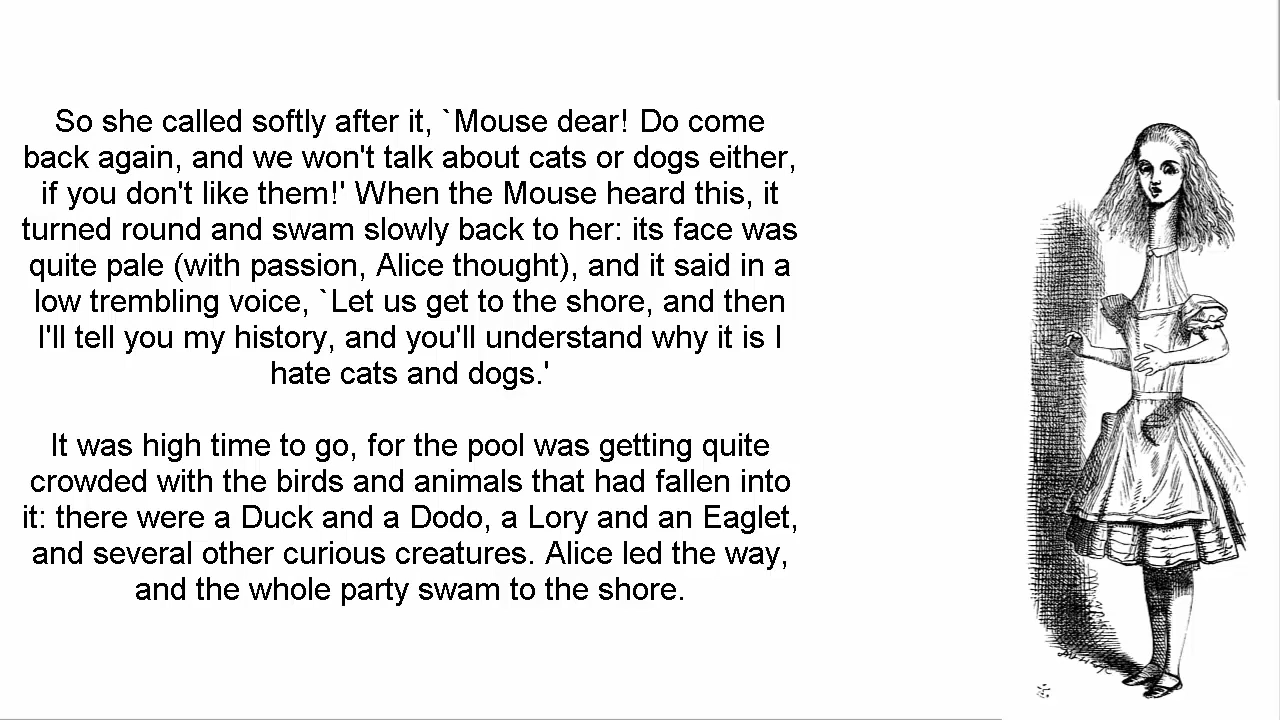 So she called softly after it, `Mouse dear! Do come
back again, and we won't talk about cats or dogs either,
if you don't like them!' When the Mouse heard this, it
turned round and swam slowly back to her: its face was
quite pale (with passion, Alice thought), and it said in a
low trembling voice, `Let us get to the shore, and then
I'll tell you my history, and you'll understand why it is I
hate cats and dogs.'
It was high time to go, for the pool was getting quite
crowded with the birds and animals that had fallen into
it: there were a Duck and a Dodo, a Lory and an Eaglet,
and several other curious creatures. Alice led the way,
and the whole party swam to the shore.